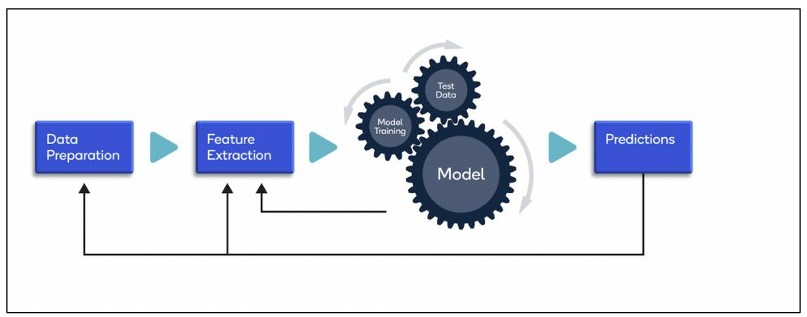 Data
Preparation
Feature
Extraction
Model
Training
Test
Data
Model
Predictions